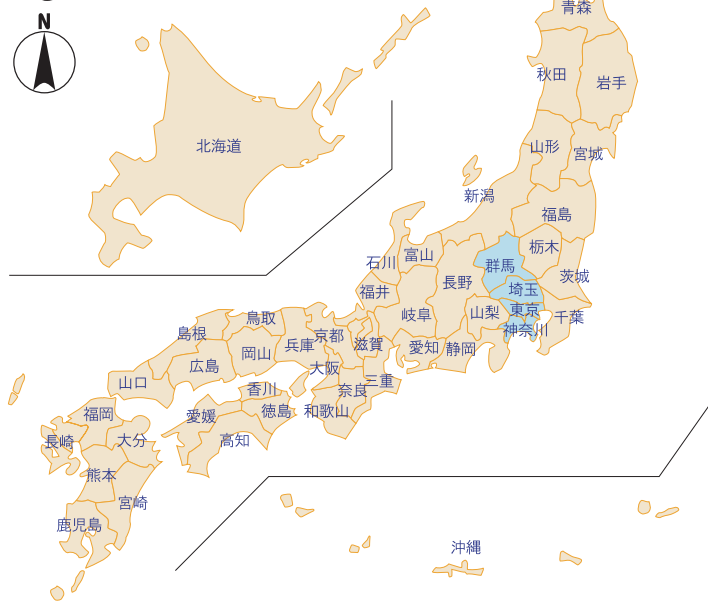 N
青森
秋田
岩手
北海道
山形
宮城
新潟
福島
栃木
石川
富山
群馬
茨城
長野
福井
埼玉
岐阜
山梨
東京
千葉
神奈川
鳥取
島根
京都
兵庫
滋賀
愛知
静岡
岡山
広島
大阪
三重
山口
香川
奈良
徳島
和歌山
福岡
愛媛
長崎
大分
高知
熊本
宮崎
鹿児島
沖縄